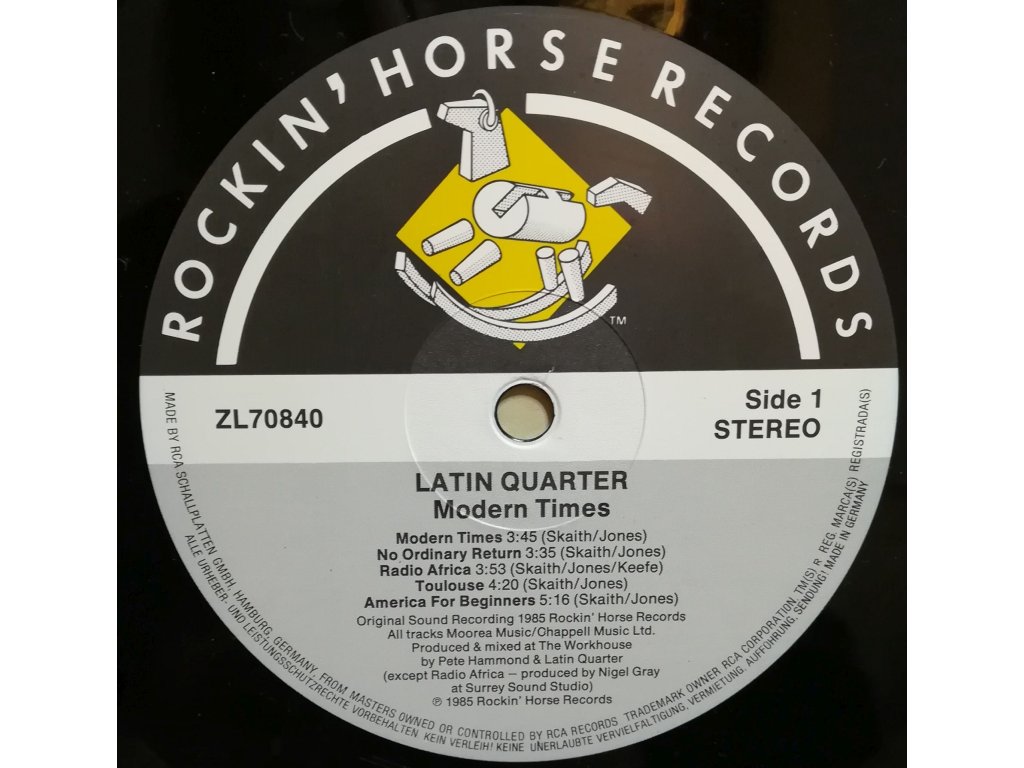 ROCKIN' HORSE RECORDS
TM
ZL70840
Side 1
STEREO
LATIN QUARTER
Modern Times
Modern Times 3:45 (Skaith/Jones)
No Ordinary Return 3:35 (Skaith/Jones)
Radio Africa 3:53 (Skaith/Jones/Keefe)
Toulouse 4:20 (Skaith/Jones)
America For Beginners 5:16 (Skaith/Jones)
Original Sound Recording 1985 Rockin' Horse Records
All tracks Moorea Music/Chappell Music Ltd.
Produced & mixed at The Workhouse
by Pete Hammond & Latin Quarter
(except Radio Africa – produced by Nigel Gray
at Surrey Sound Studio)
℗ 1985 Rockin' Horse Records
MADE BY RCA SCHALLPLATTEN GMBH, HAMBURG, GERMANY, FROM MASTERS OWNED OR CONTROLLED BY RCA RECORDS TRADEMARK OWNER RCA CORPORATION TM(S) R REG. MARCA(S) REGISTRADA(S)
ALLE URHEBER- UND LEISTUNGSSCHUTZRECHTE VORBEHALTEN KEIN VERLEIH! KEINE UNERLAUBTE VERVIELFÄLTIGUNG, VERMIETUNG, AUFFÜHRUNG, SENDUNG! MADE IN GERMANY